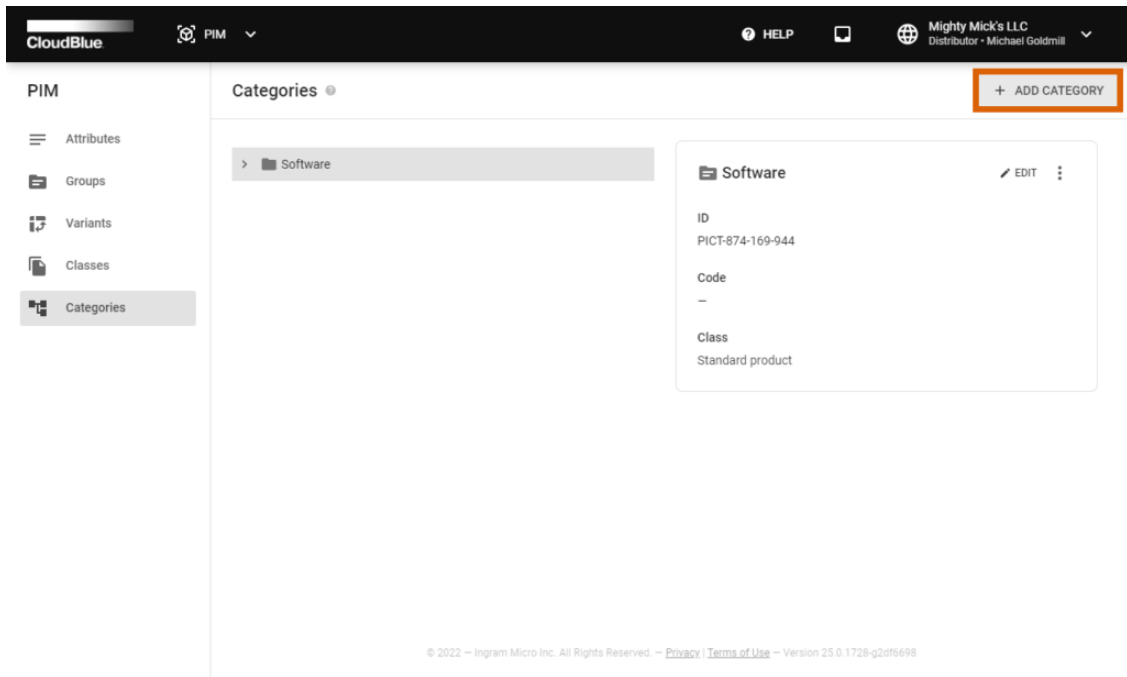 CloudBlue
PIM
HELP
Mighty Mick's LLC
Distributor • Michael Goldmill
PIM
Categories
+ ADD CATEGORY
Attributes
Groups
Variants
Classes
Categories
Software
Software
EDIT
ID
PICT-874-169-944
Code
–
Class
Standard product
© 2022 — Ingram Micro Inc. All Rights Reserved. — Privacy | Terms of Use — Version 25.0.1728-g2df6698